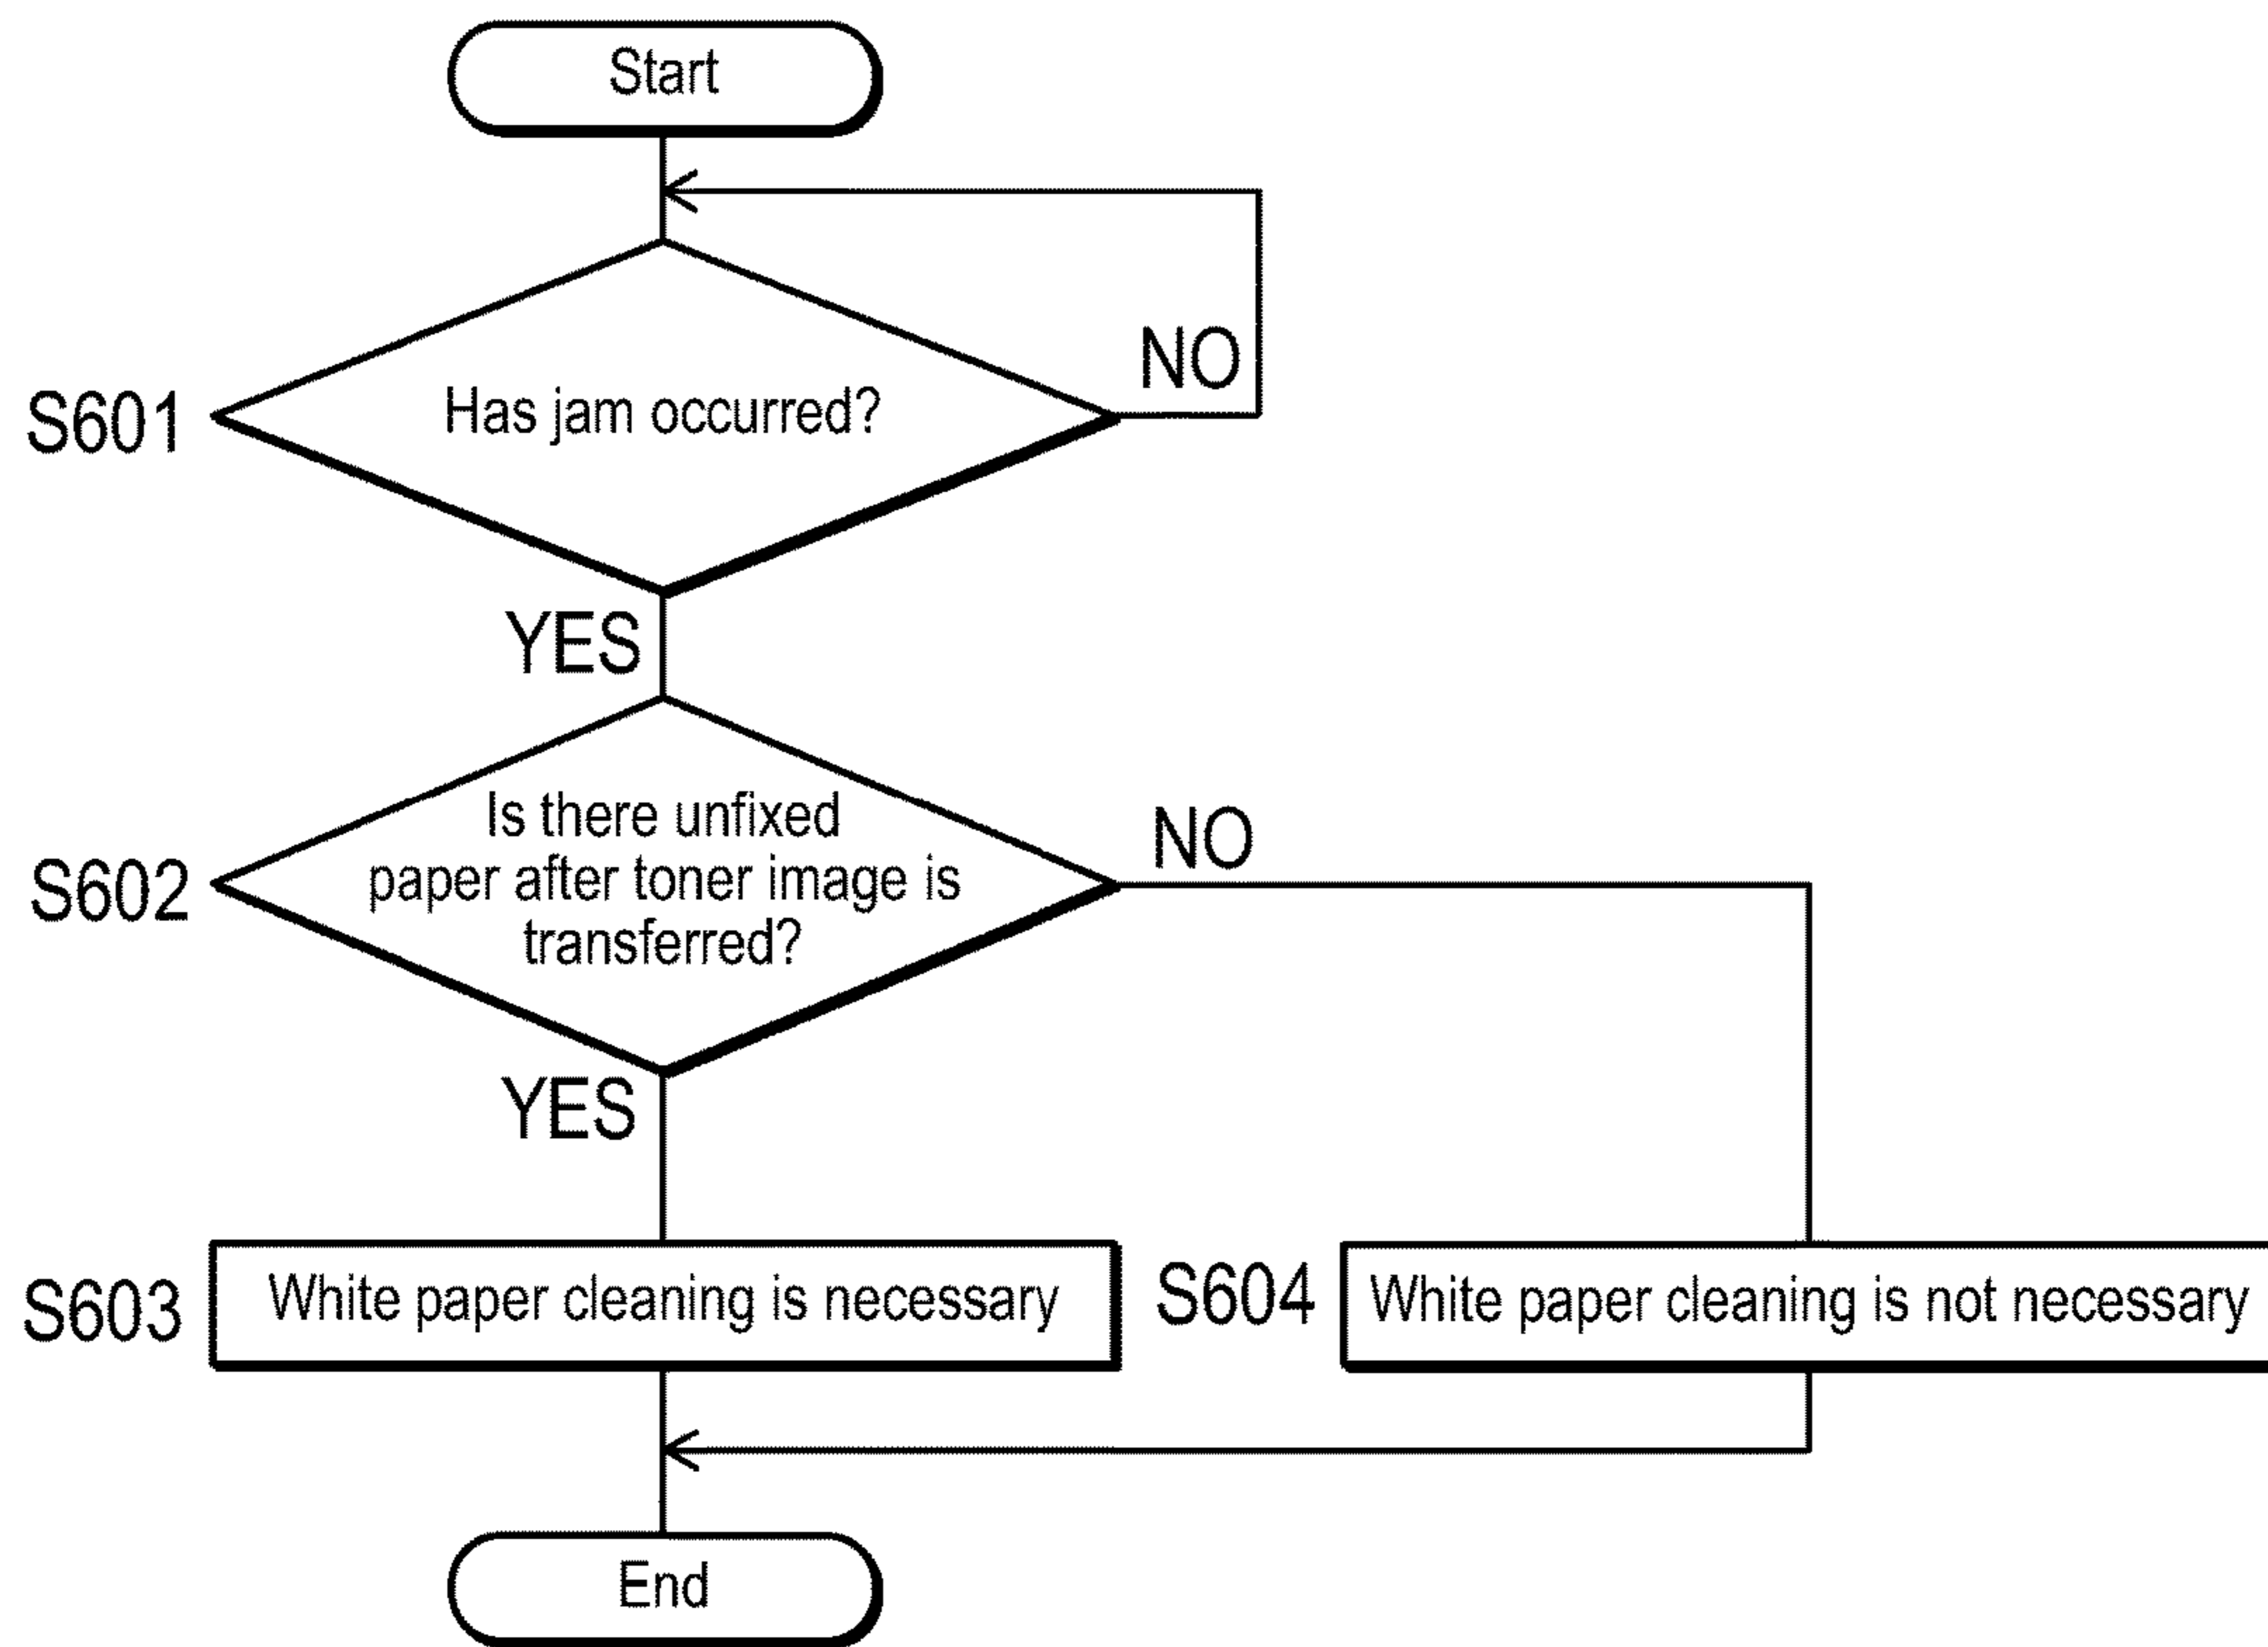 Start
NO
S601
Has jam occurred?
YES
Is there unfixed
paper after toner image is
transferred?
S602
NO
YES
S603
White paper cleaning is necessary
S604
White paper cleaning is not necessary
End